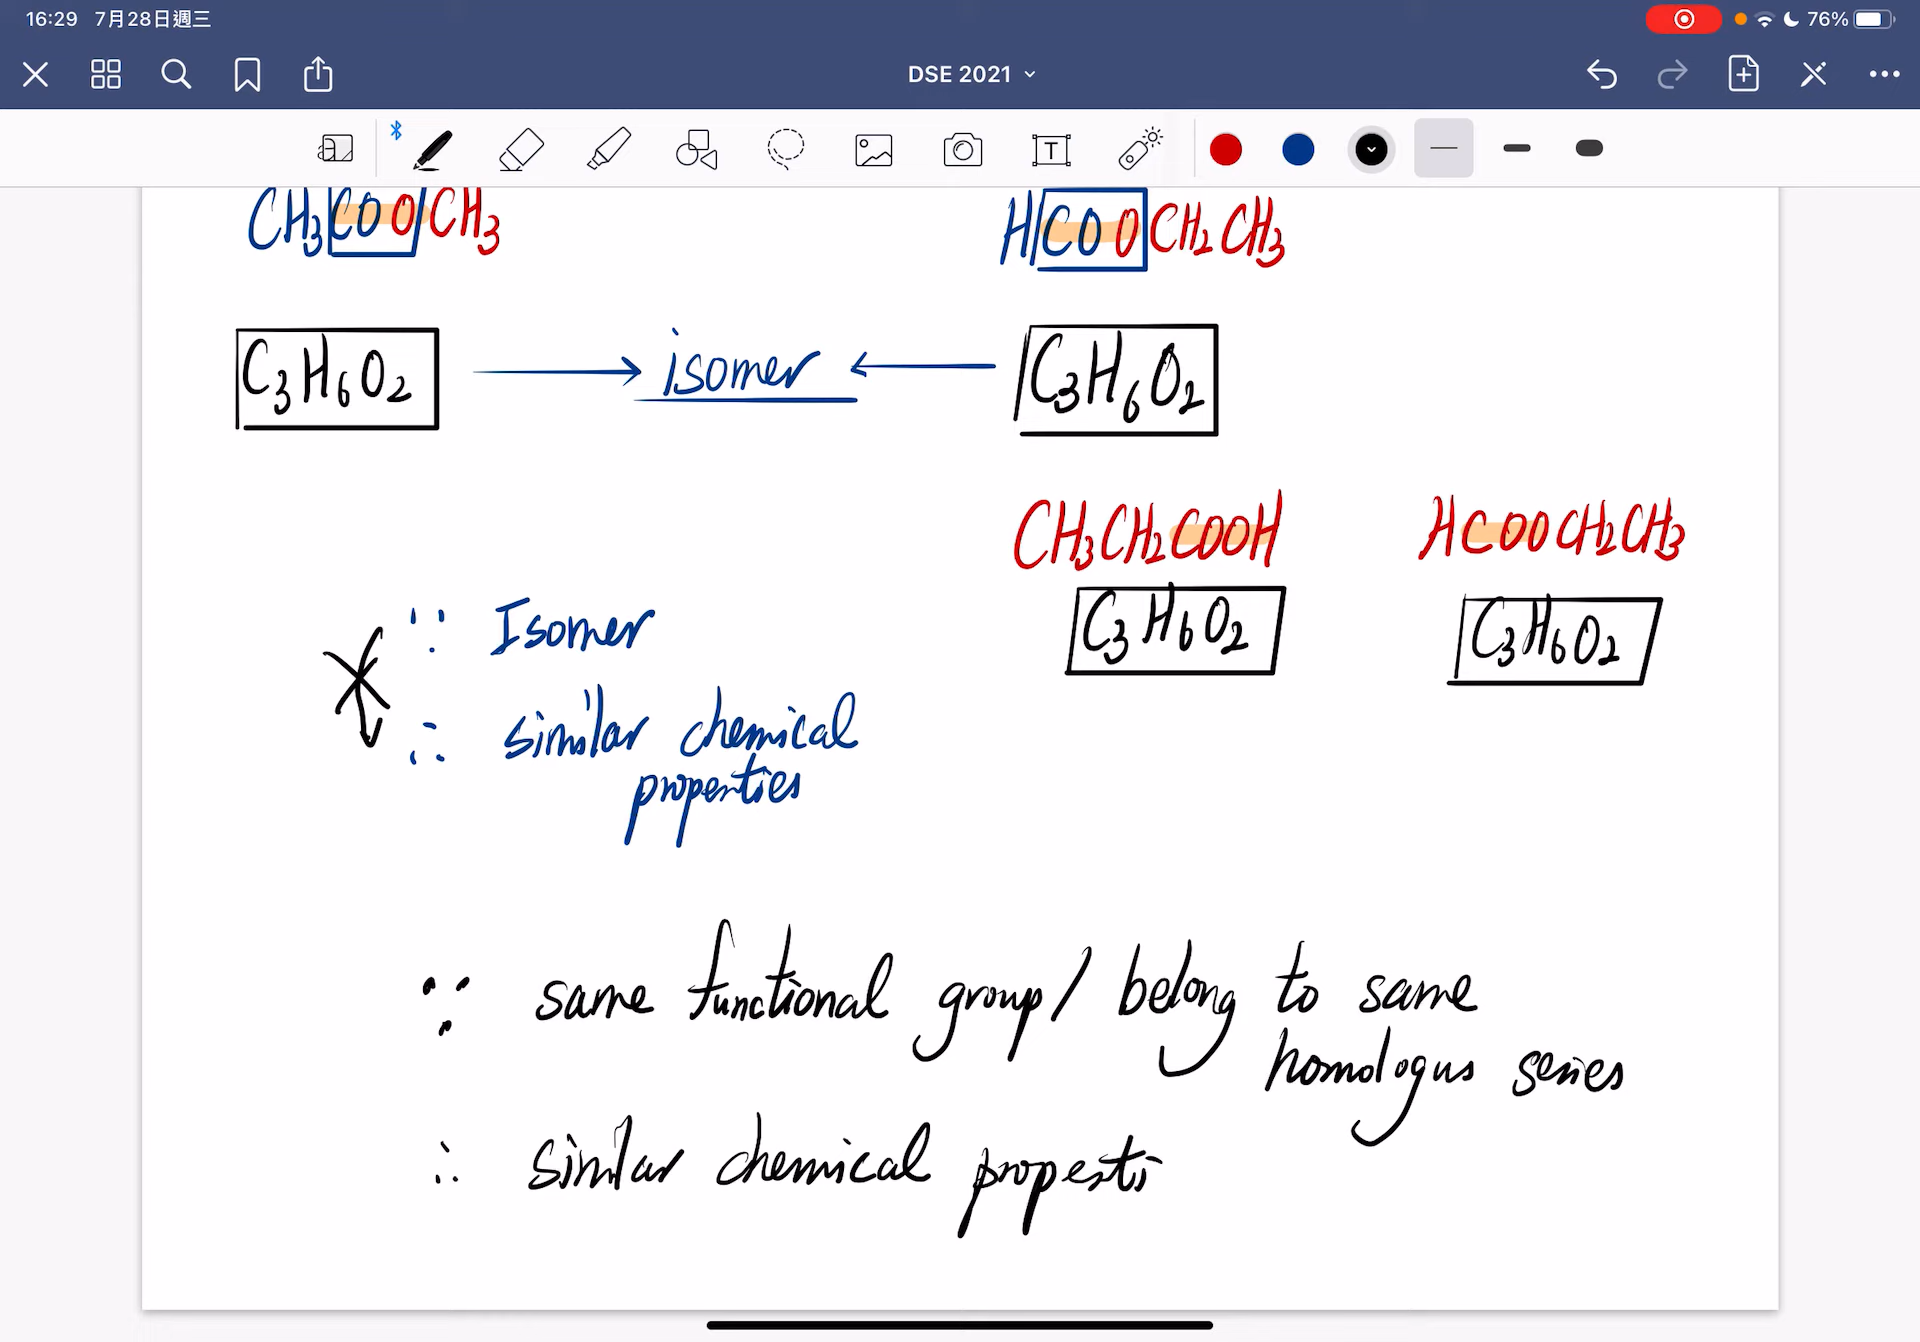 16:29 7月28日週三
76%
DSE 2021
CH₃COOCH₃ HCOOCH₂CH₃
C₃H₆O₂ → isomer ← C₃H₆O₂
CH₃CH₂COOH HCOOCH₂CH₃
C₃H₆O₂ C₃H₆O₂
∵ Isomer
∴ similar chemical
properties
∵ same functional group/ belong to same
homologus series
∴ similar chemical properti